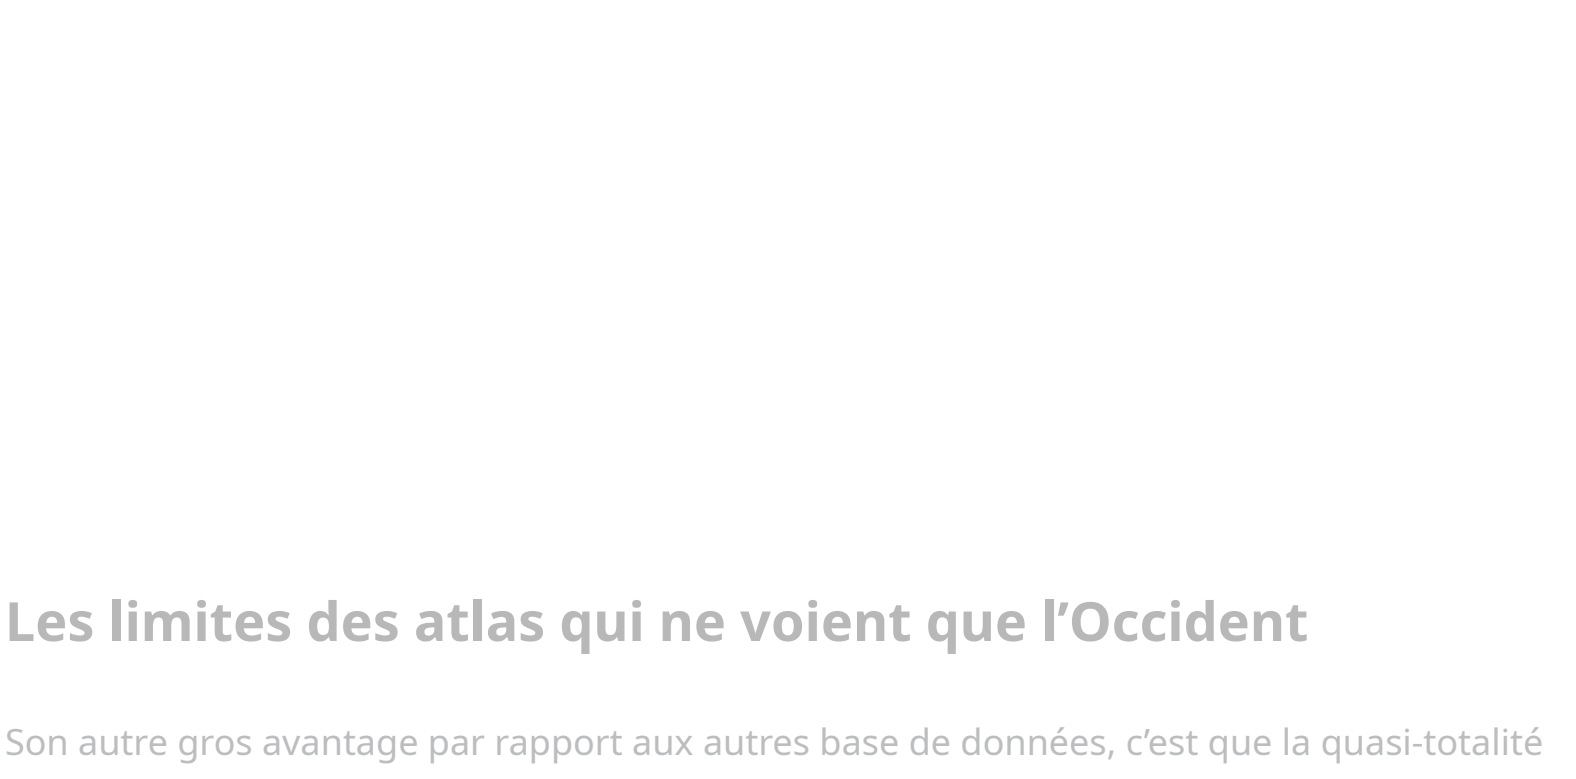 Les limites des atlas qui ne voient que l’Occident
Son autre gros avantage par rapport aux autres base de données, c’est que la quasi-totalité